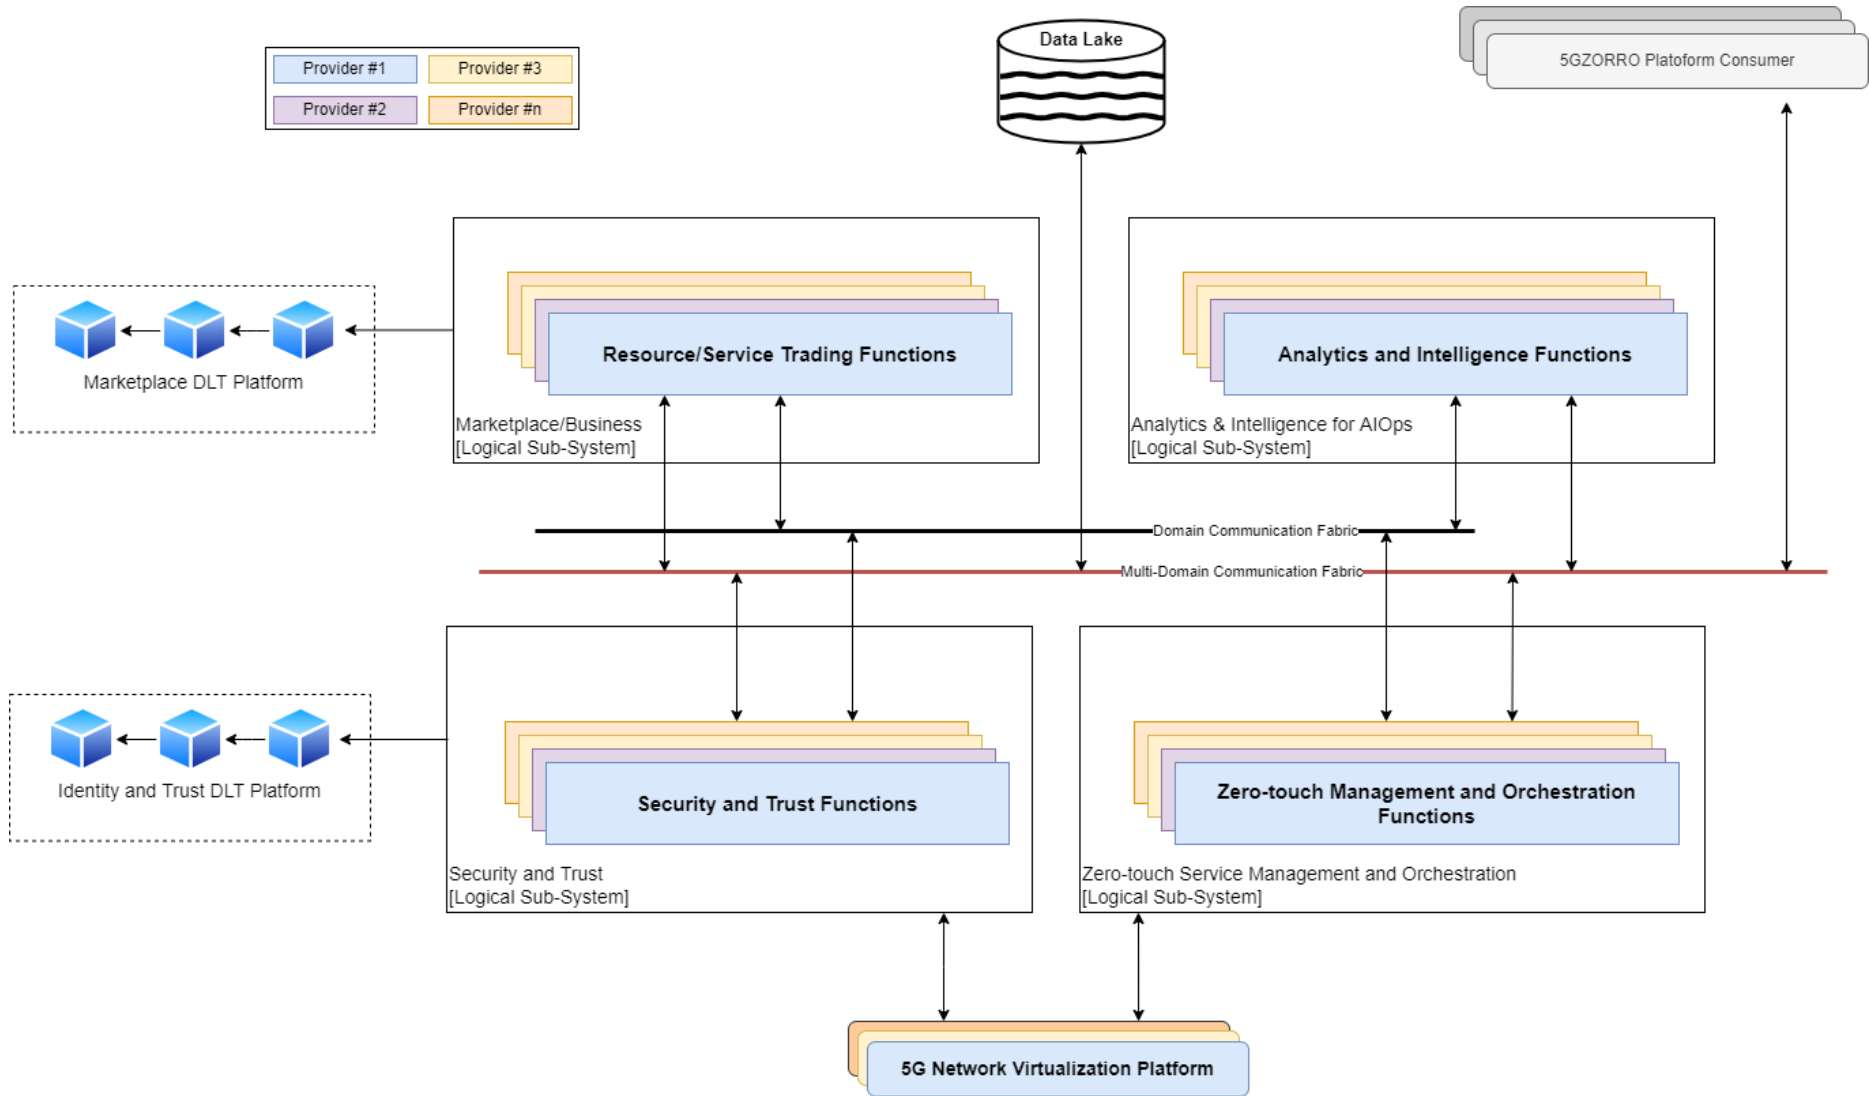 Data Lake
5GZORRO Platoform Consumer
Provider #1
Provider #3
Provider #2
Provider #n
Resource/Service Trading Functions
Marketplace/Business
[Logical Sub-System]
Analytics and Intelligence Functions
Analytics & Intelligence for AIOps
[Logical Sub-System]
Marketplace DLT Platform
Domain Communication Fabric
Multi-Domain Communication Fabric
Security and Trust Functions
Security and Trust
[Logical Sub-System]
Zero-touch Management and Orchestration
Functions
Zero-touch Service Management and Orchestration
[Logical Sub-System]
Identity and Trust DLT Platform
5G Network Virtualization Platform